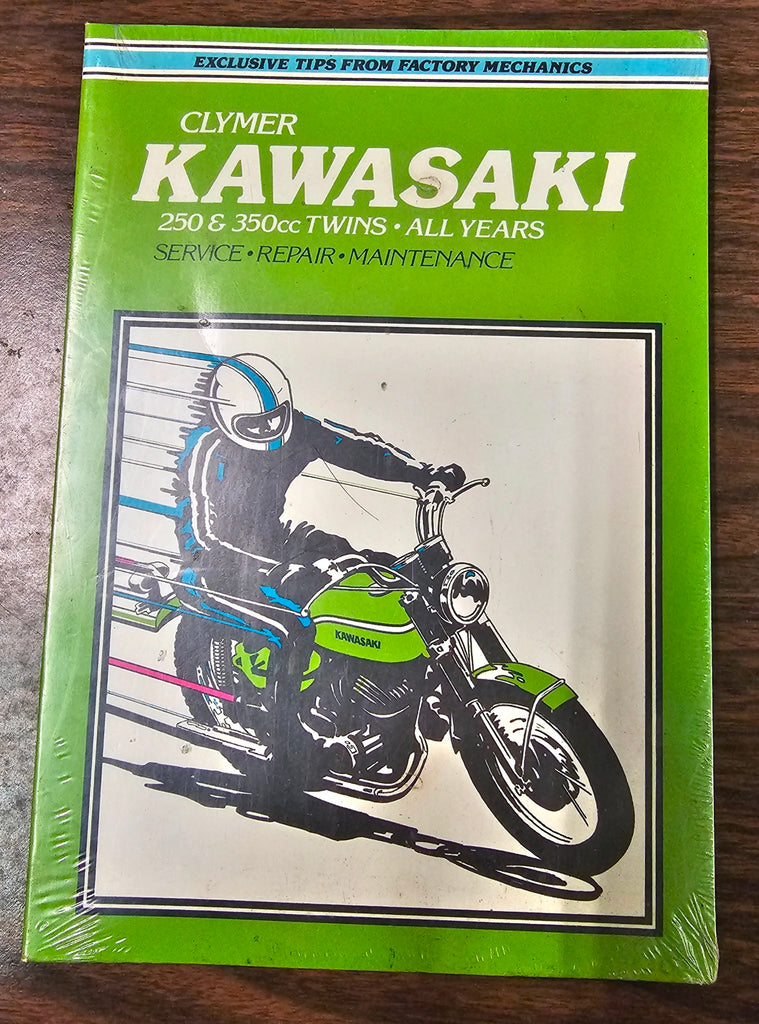 EXCLUSIVE TIPS FROM FACTORY MECHANICS
CLYMER
KAWASAKI
250 & 350cc TWINS • ALL YEARS
SERVICE • REPAIR • MAINTENANCE
KAWASAKI